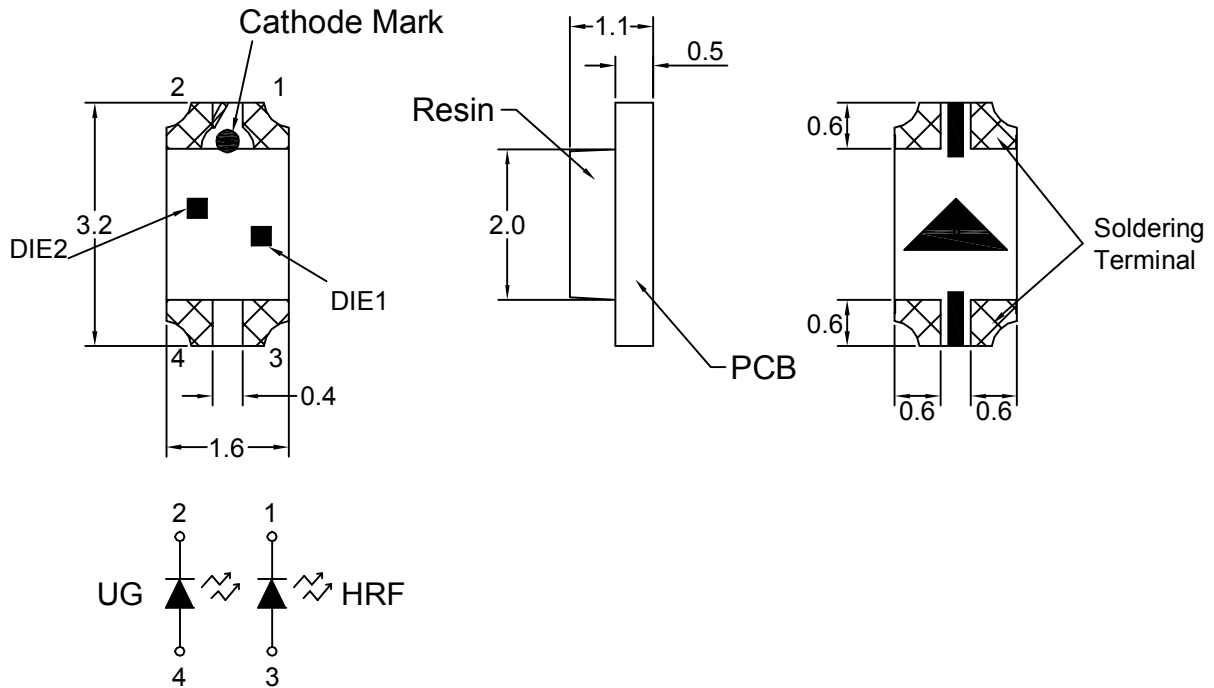 Cathode Mark
2
1
3.2
DIE2
DIE1
4
3
0.4
1.6
1.1
0.5
Resin
2.0
PCB
0.6
Soldering
Terminal
0.6
0.6
0.6
2
1
UG
HRF
4
3